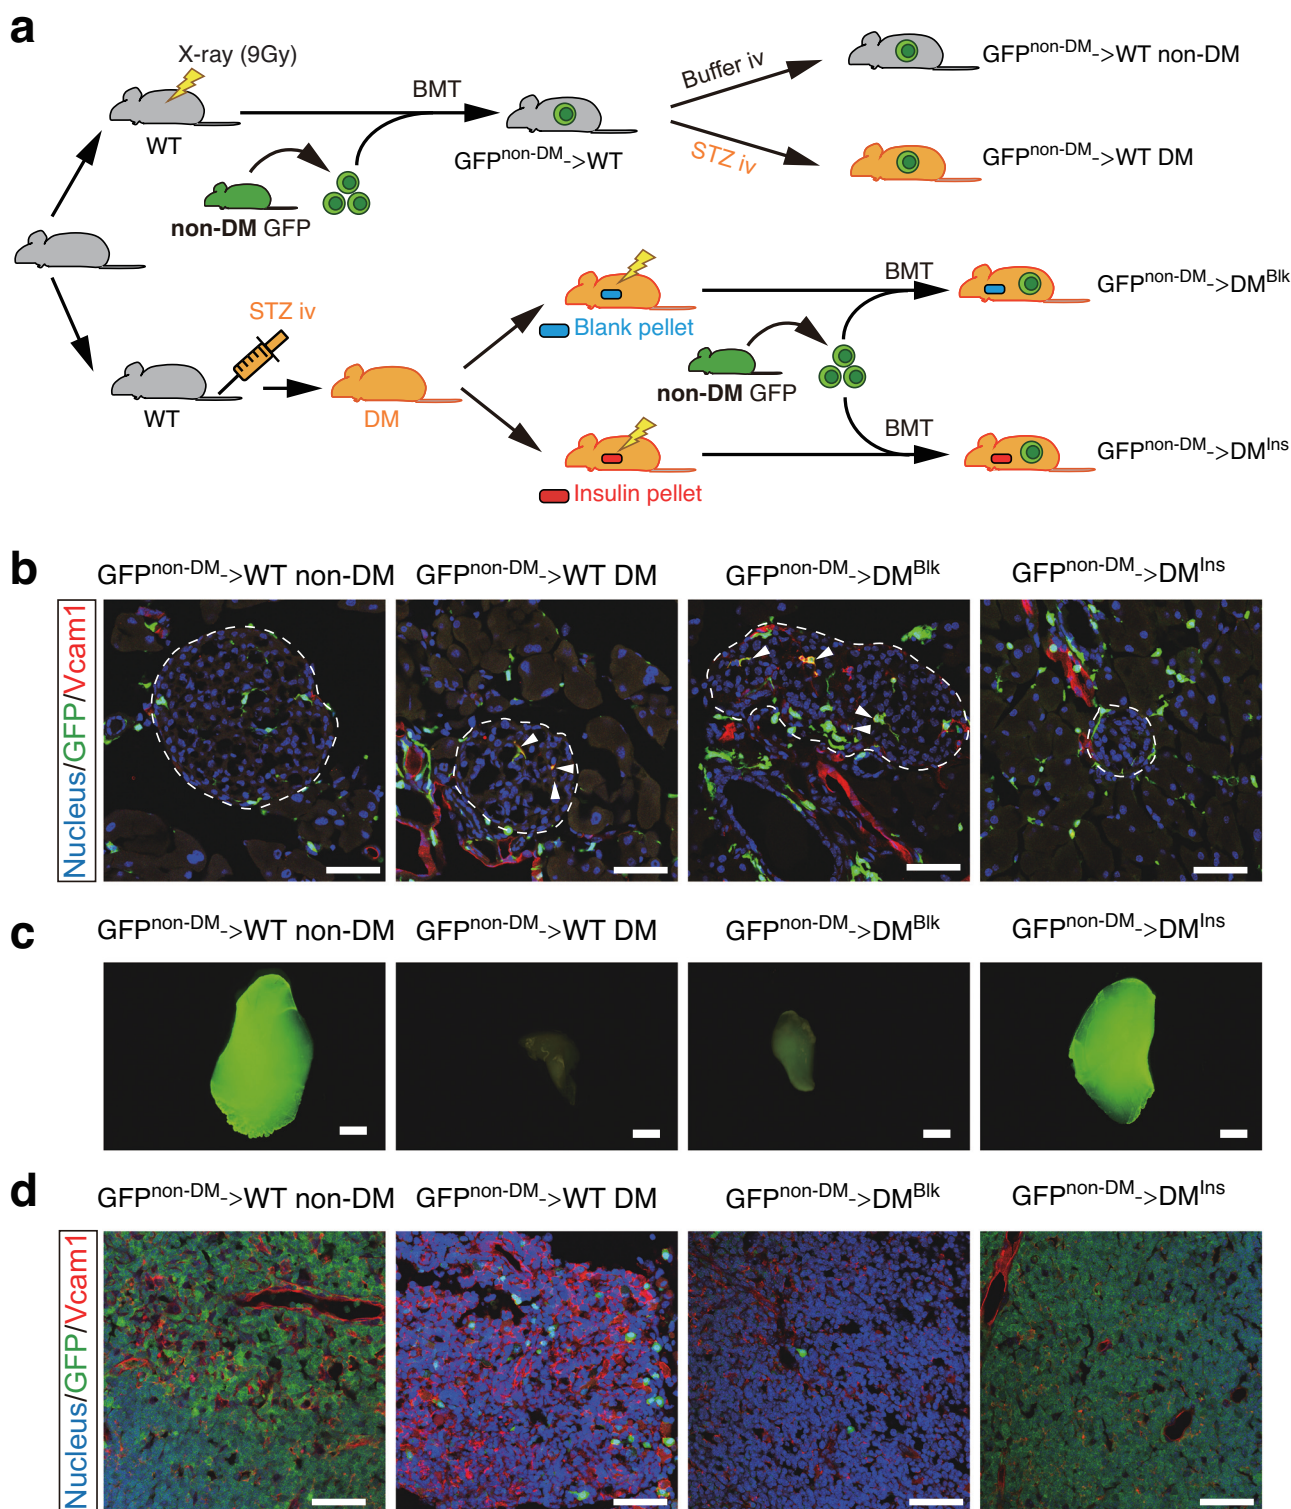 a
X-ray (9Gy)
WT
BMT
non-DM GFP
GFPnon-DM->WT
Buffer iv
STZ iv
GFPnon-DM->WT non-DM
GFPnon-DM->WT DM
STZ iv
WT
DM
Blank pellet
Insulin pellet
non-DM GFP
BMT
BMT
GFPnon-DM->DMBlk
GFPnon-DM->DMIns
b
GFPnon-DM->WT non-DM
GFPnon-DM->WT DM
GFPnon-DM->DMBlk
GFPnon-DM->DMIns
Nucleus/GFP/Vcam1
c
GFPnon-DM->WT non-DM
GFPnon-DM->WT DM
GFPnon-DM->DMBlk
GFPnon-DM->DMIns
d
GFPnon-DM->WT non-DM
GFPnon-DM->WT DM
GFPnon-DM->DMBlk
GFPnon-DM->DMIns
Nucleus/GFP/Vcam1